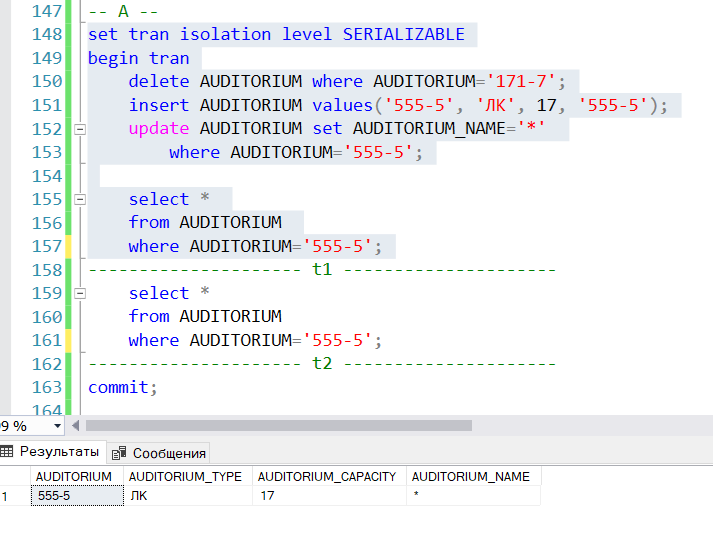 147 -- A --
148 set tran isolation level SERIALIZABLE
149 begin tran
150 delete AUDITORIUM where AUDITORIUM='171-7';
151 insert AUDITORIUM values('555-5', 'ЛК', 17, '555-5');
152 update AUDITORIUM set AUDITORIUM_NAME='*'
153 where AUDITORIUM='555-5';
154
155 select *
156 from AUDITORIUM
157 where AUDITORIUM='555-5';
158 --------------------- t1 ---------------------
159 select *
160 from AUDITORIUM
161 where AUDITORIUM='555-5';
162 --------------------- t2 ---------------------
163 commit;
164
9 %
Результаты Сообщения
AUDITORIUM AUDITORIUM_TYPE AUDITORIUM_CAPACITY AUDITORIUM_NAME
1 555-5 ЛК 17 *